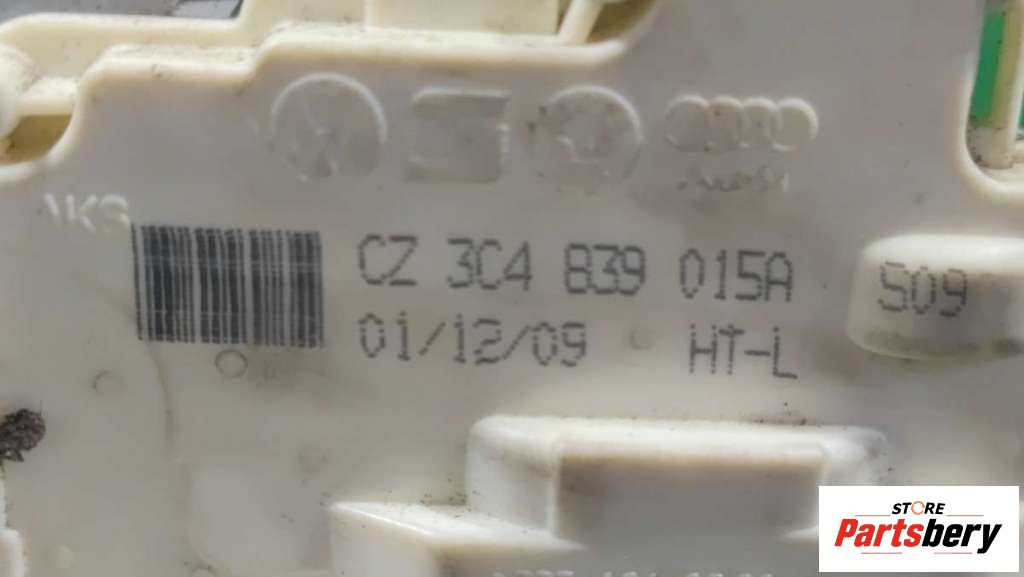 AKS
CZ 3C4 839 015A S09
01/12/09 HT-L
STORE
Partsbery